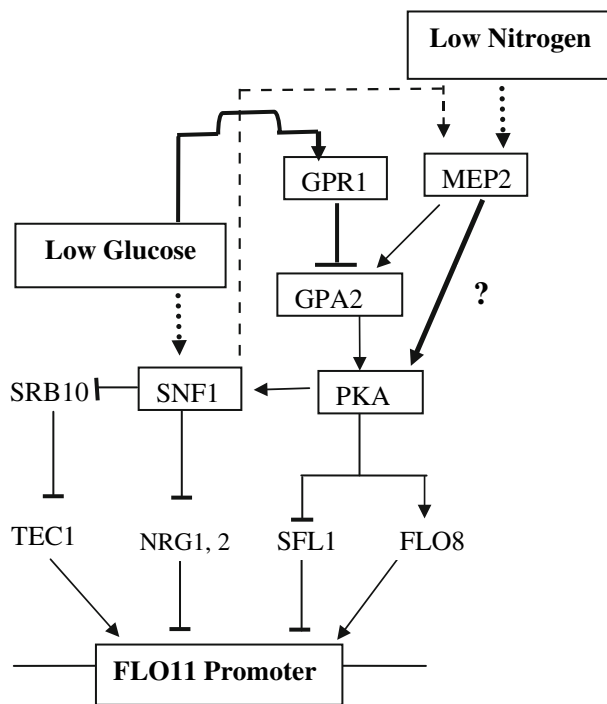 Low Nitrogen
GPR1
MEP2
Low Glucose
GPA2
?
SRB10
SNF1
PKA
TEC1
NRG1, 2
SFL1
FLO8
FLO11 Promoter